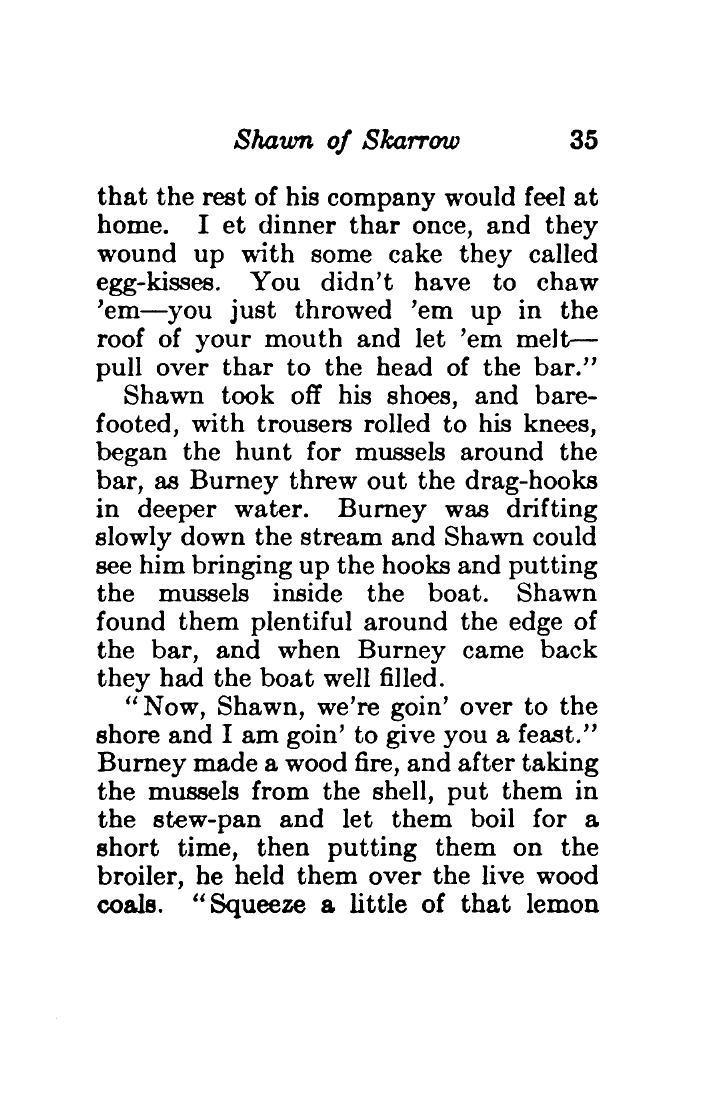 Shawn of Skarrow 35
that the rest of his company would feel at
home. I et dinner thar once, and they
wound up with some cake they called
egg-kisses. You didn't have to chaw
'em—you just throwed 'em up in the
roof of your mouth and let 'em melt—
pull over thar to the head of the bar."
Shawn took off his shoes, and bare-
footed, with trousers rolled to his knees,
began the hunt for mussels around the
bar, as Burney threw out the drag-hooks
in deeper water. Burney was drifting
slowly down the stream and Shawn could
see him bringing up the hooks and putting
the mussels inside the boat. Shawn
found them plentiful around the edge of
the bar, and when Burney came back
they had the boat well filled.
"Now, Shawn, we're goin' over to the
shore and I am goin' to give you a feast."
Burney made a wood fire, and after taking
the mussels from the shell, put them in
the stew-pan and let them boil for a
short time, then putting them on the
broiler, he held them over the live wood
coals. "Squeeze a little of that lemon